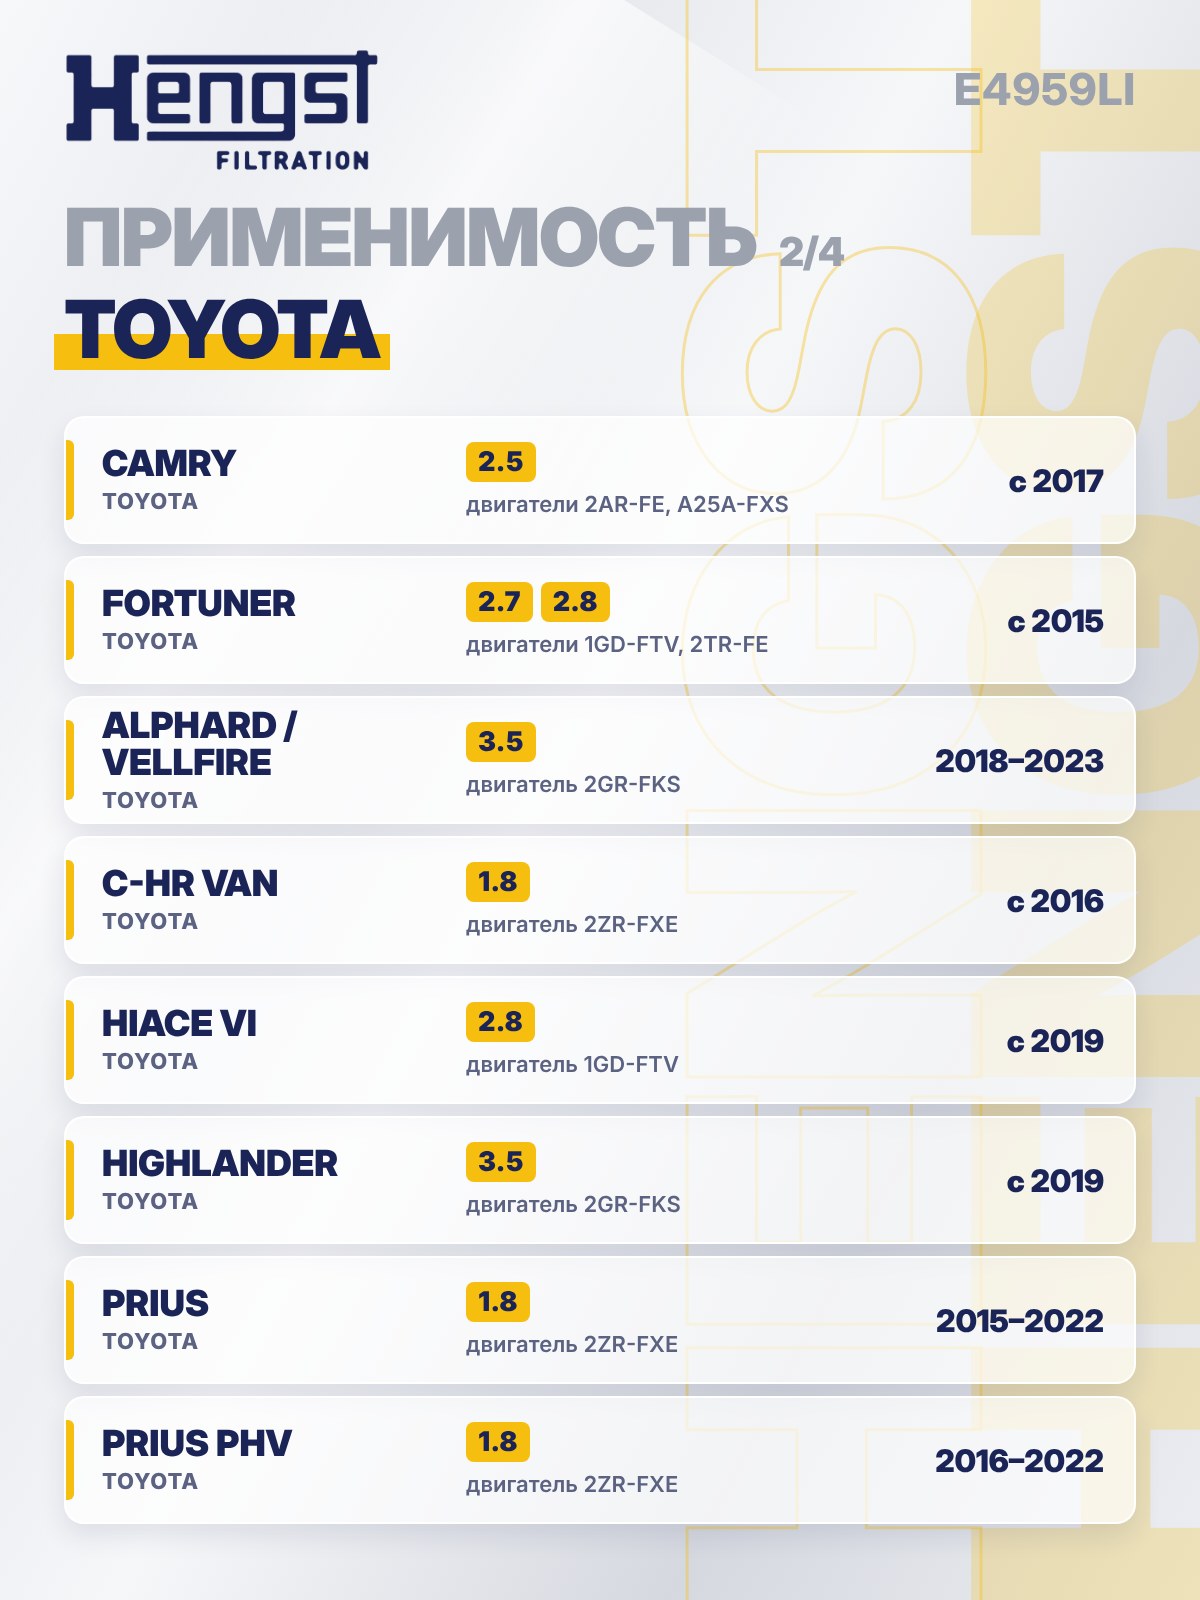 Hengst
FILTRATION
E4959LI
ПРИМЕНИМОСТЬ 2/4
TOYOTA
CAMRY
TOYOTA
2.5
двигатели 2AR-FE, A25A-FXS
с 2017
FORTUNER
TOYOTA
2.7 2.8
двигатели 1GD-FTV, 2TR-FE
с 2015
ALPHARD /
VELLFIRE
TOYOTA
3.5
двигатель 2GR-FKS
2018–2023
C-HR VAN
TOYOTA
1.8
двигатель 2ZR-FXE
с 2016
HIACE VI
TOYOTA
2.8
двигатель 1GD-FTV
с 2019
HIGHLANDER
TOYOTA
3.5
двигатель 2GR-FKS
с 2019
PRIUS
TOYOTA
1.8
двигатель 2ZR-FXE
2015–2022
PRIUS PHV
TOYOTA
1.8
двигатель 2ZR-FXE
2016–2022
HENGST
HENGST